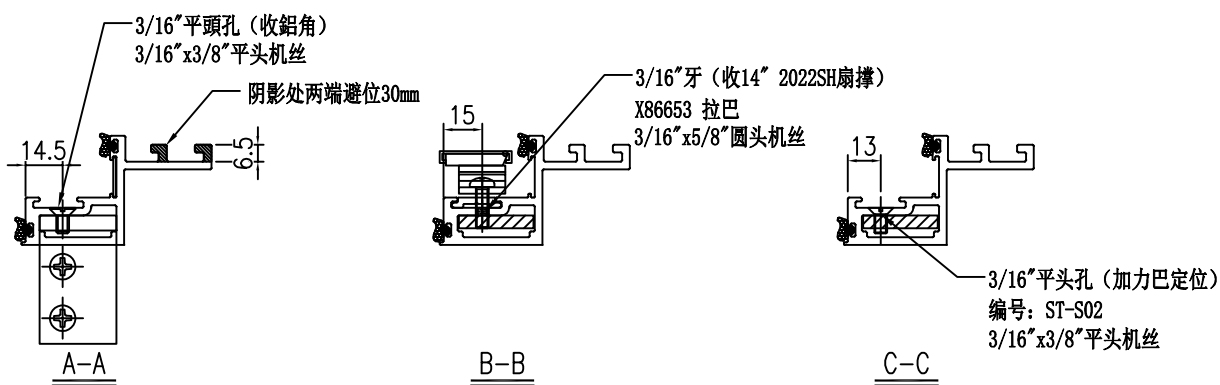 3/16"平頭孔（收鋁角）
3/16"x3/8"平头机丝
阴影处两端避位30mm
14.5
5
6.5
A-A
3/16"牙（收14" 2022SH扇撑）
X86653 拉巴
3/16"x5/8"圆头机丝
15
B-B
13
3/16"平头孔（加力巴定位）
编号：ST-S02
3/16"x3/8"平头机丝
C-C